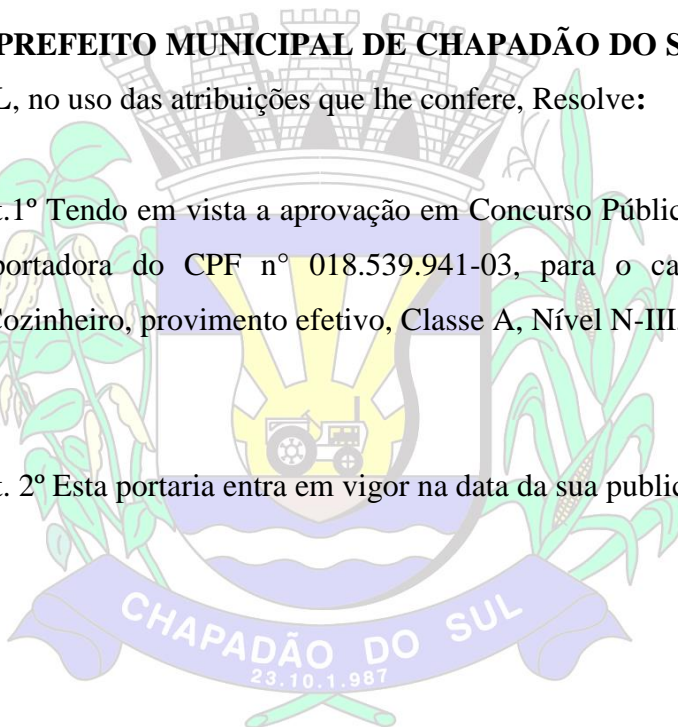 PREFEITO MUNICIPAL DE CHAPADÃO DO S
L, no uso das atribuições que lhe confere, Resolve:
t.1º Tendo em vista a aprovação em Concurso Públic
portadora do CPF n° 018.539.941-03, para o ca
Cozinheiro, provimento efetivo, Classe A, Nível N-III.
t. 2º Esta portaria entra em vigor na data da sua public
CHAPADÃO DO SUL
23.10.1.987